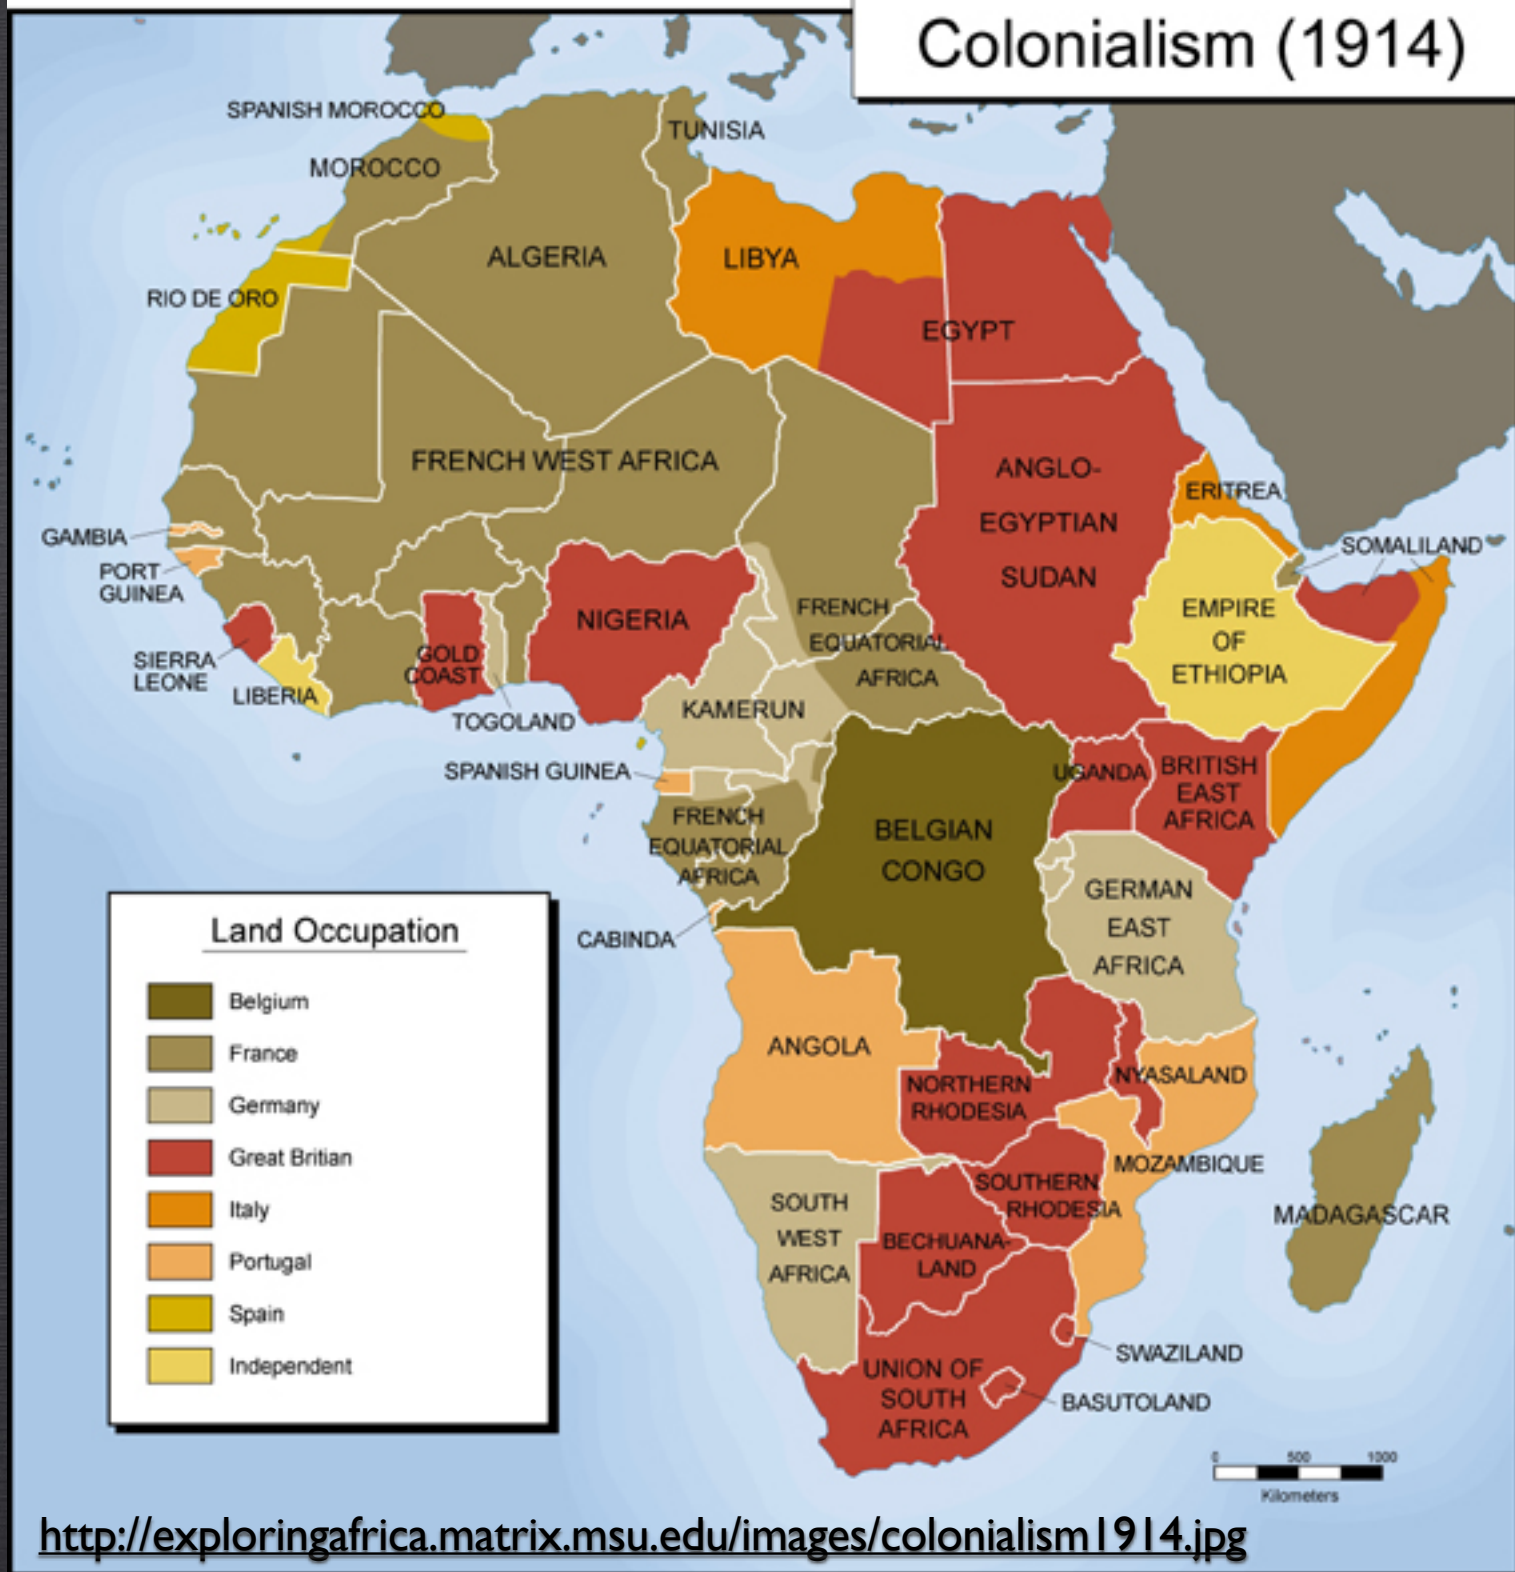 Colonialism (1914)
SPANISH MOROCCO
TUNISIA
MOROCCO
ALGERIA
LIBYA
RIO DE ORO
EGYPT
FRENCH WEST AFRICA
ANGLO-
EGYPTIAN
SUDAN
ERITREA
GAMBIA
SOMALILAND
PORT
GUINEA
NIGERIA
FRENCH
EQUATORIAL
AFRICA
EMPIRE
OF
ETHIOPIA
SIERRA
LEONE
GOLD
COAST
LIBERIA
TOGOLAND
KAMERUN
SPANISH GUINEA
UGANDA
BRITISH
EAST
AFRICA
FRENCH
EQUATORIAL
AFRICA
BELGIAN
CONGO
GERMAN
EAST
AFRICA
CABINDA
Land Occupation
Belgium
France
Germany
Great Britian
Italy
Portugal
Spain
Independent
ANGOLA
NORTHERN
RHODESIA
NYASALAND
MOZAMBIQUE
SOUTHERN
RHODESIA
MADAGASCAR
SOUTH
WEST
AFRICA
BECHUANA-
LAND
SWAZILAND
UNION OF
SOUTH
AFRICA
BASUTOLAND
0 500 1000
Kilometers
http://exploringafrica.matrix.msu.edu/images/colonialism1914.jpg